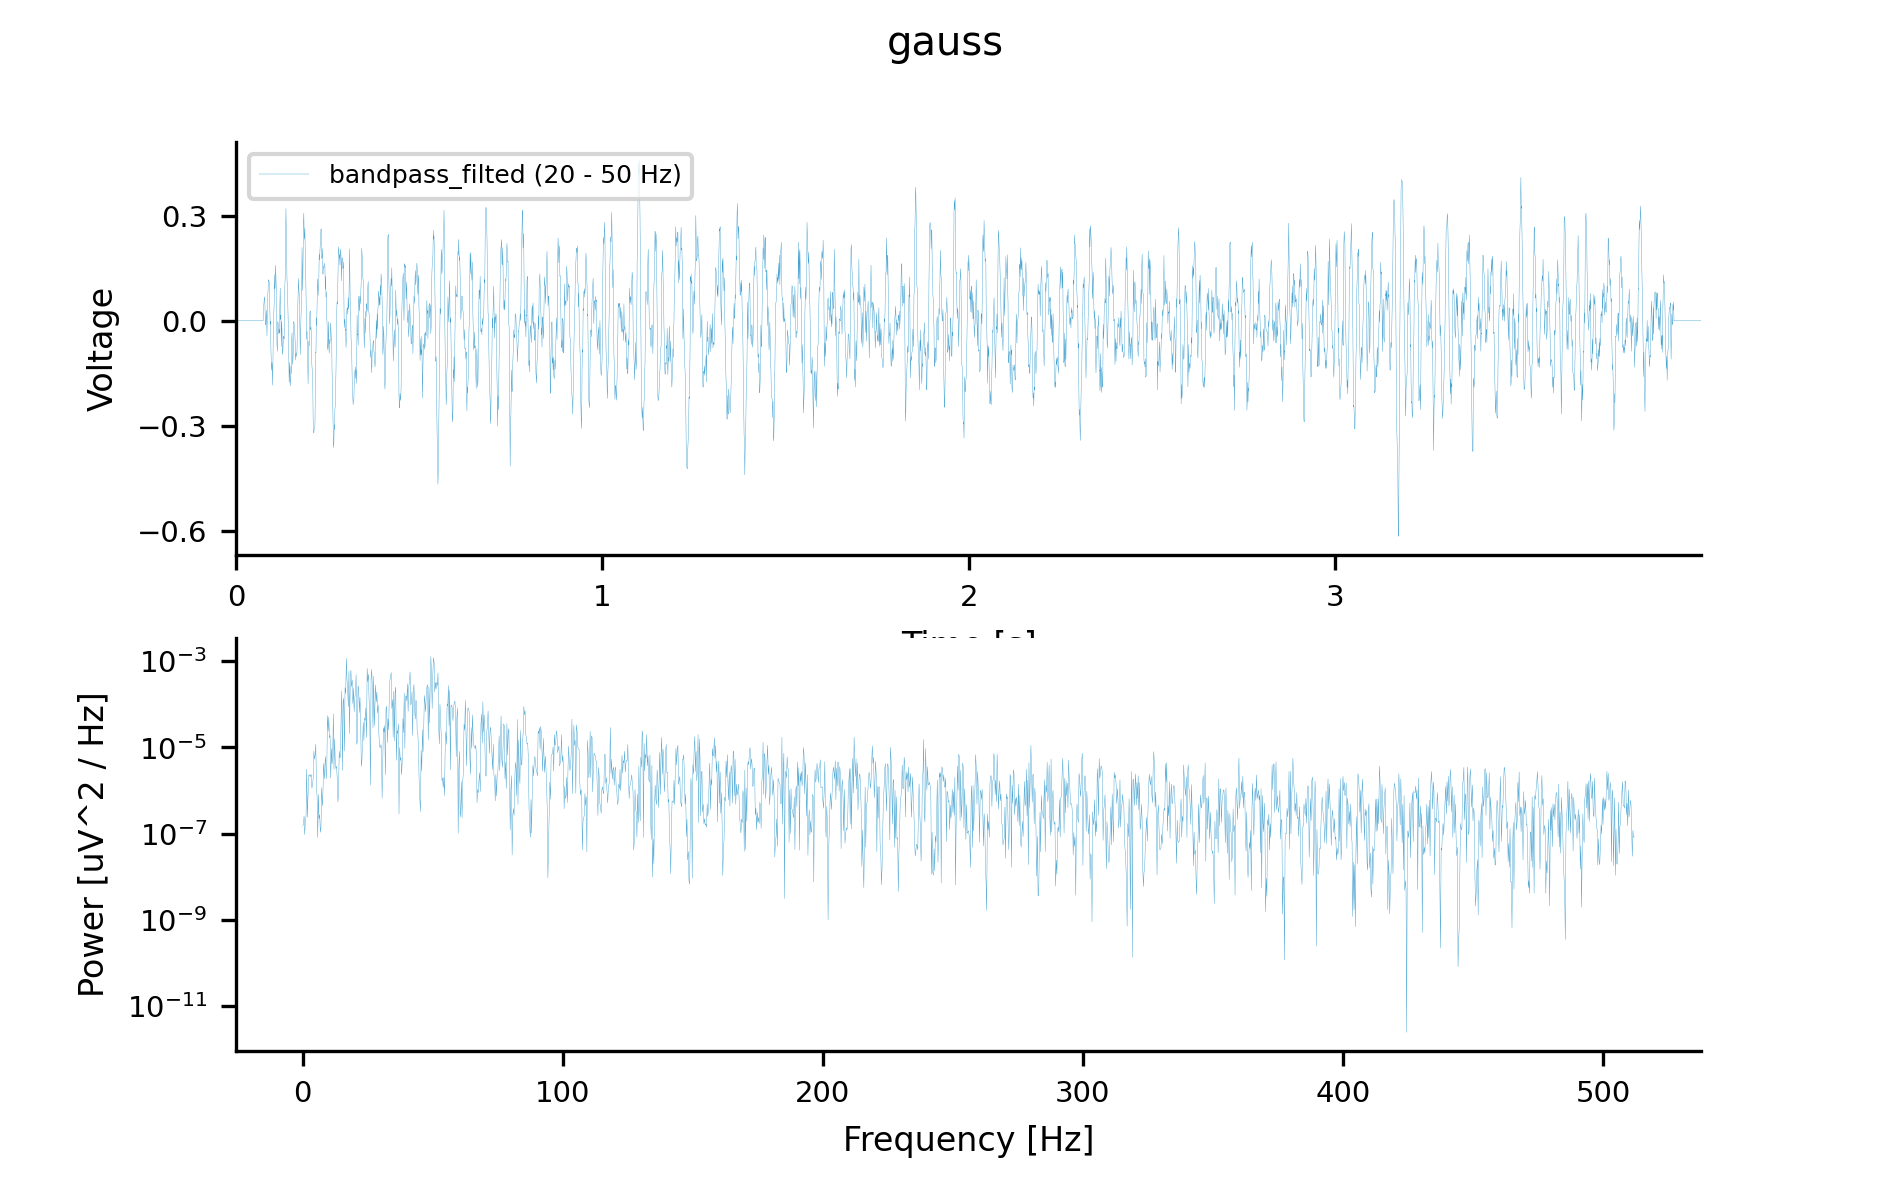 gauss
bandpass_filted (20 - 50 Hz)
Voltage
0.3
0.0
−0.3
−0.6
0 1 2 3
Time [s]
Power [uV^2 / Hz]
10^−3
10^−5
10^−7
10^−9
10^−11
0 100 200 300 400 500
Frequency [Hz]